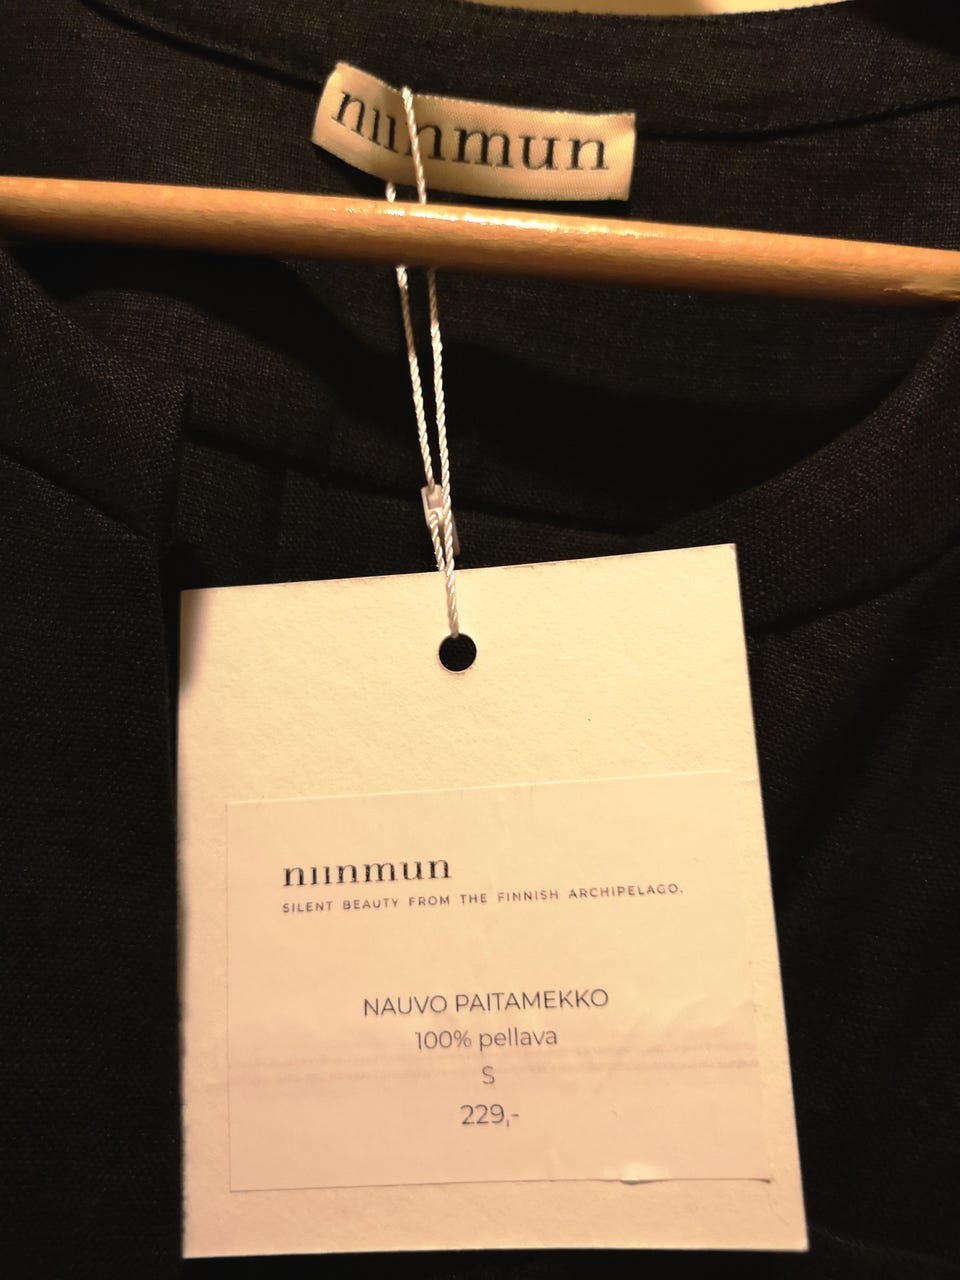 niinmun
niinmun
SILENT BEAUTY FROM THE FINNISH ARCHIPELAGO.
NAUVO PAITAMEKKO
100% pellava
S
229,-